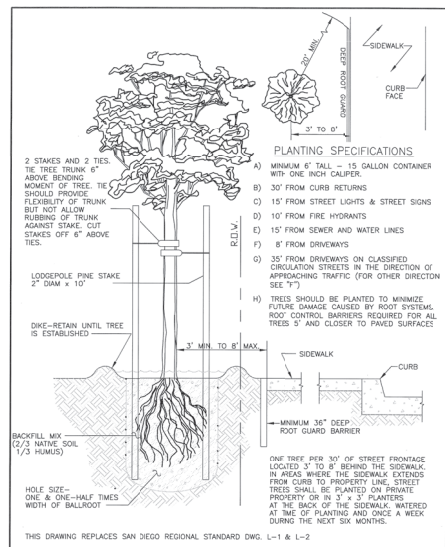 20' MIN.
DEEP ROOT GUARD
SIDEWALK
CURB
FACE
3' TO 8'
PLANTING SPECIFICATIONS
A) MINMUM 6' TALL – 15 GALLON CONTAINER
WITH ONE INCH CALIPER.
B) 30' FROM CURB RETURNS
C) 15' FROM STREET LIGHTS & STREET SIGNS
D) 10' FROM FIRE HYDRANTS
E) 15' FROM SEWER AND WATER LINES
F) 8' FROM DRIVEWAYS
G) 35' FROM DRIVEWAYS ON CLASSIFIED
CIRCULATION STREETS IN THE DIRECTION OF
APPROACHING TRAFFIC (FOR OTHER DIRECTON
SEE "F")
H) TREES SHOULD BE PLANTED TO MINIMIZE
FUTURE DAMAGE CAUSED BY ROOT SYSTEMS
ROO' CONTROL BARRIERS REQUIRED FOR ALL
TREES 5' AND CLOSER TO PAVED SURFACES
2 STAKES AND 2 TIES.
TIE TREE TRUNK 6"
ABOVE BENDING
MOMENT OF TREE. TIE
SHOULD PROVIDE
FLEXIBILITY OF TRUNK
BUT NOT ALLOW
RUBBING OF TRUNK
AGAINST STAKE. CUT
STAKES OFF 6" ABOVE
TIES.
R.O.W.
LODGEPOLE PINE STAKE
2" DIAM x 10'
DIKE–RETAIN UNTIL TREE
IS ESTABLISHED
3' MIN. TO 8' MAX.
SIDEWALK
CURB
MNIMUM 36" DEEP
ROOT GUARD BARRIER
BACKFILL MIX
(2/3 NATIVE SOIL
1/3 HUMUS)
HOLE SIZE–
ONE & ONE–HALF TIMES
WIDTH OF BALLROOT
ONE TREE PER 30' OF STREET FRONTAGE
LOCATED 3' TO 8' BEHIND THE SIDEWALK.
IN AREAS WHERE THE SIDEWALK EXTENDS
FROM CURB TO PROPERTY LINE, STREET
TREES SHALL BE PLANTED ON PRIVATE
PROPERTY OR IN 3' x 3' PLANTERS
AT THE BACK OF THE SIDEWALK. WATERED
AT TIME OF PLANTING AND ONCE A WEEK
DURING THE NEXT SIX MONTHS.
THIS DRAWING REPLACES SAN DIEGO REGIONAL STANDARD DWG. L–1 & L–2